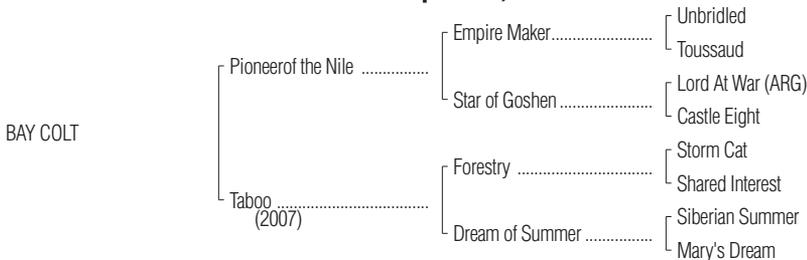 Unbridled
Empire Maker....................
Toussaud
Pioneerof the Nile .............
Lord At War (ARG)
Star of Goshen..................
Castle Eight
BAY COLT
Storm Cat
Forestry .........................
Shared Interest
Taboo .............................
(2007)
Siberian Summer
Dream of Summer .............
Mary's Dream